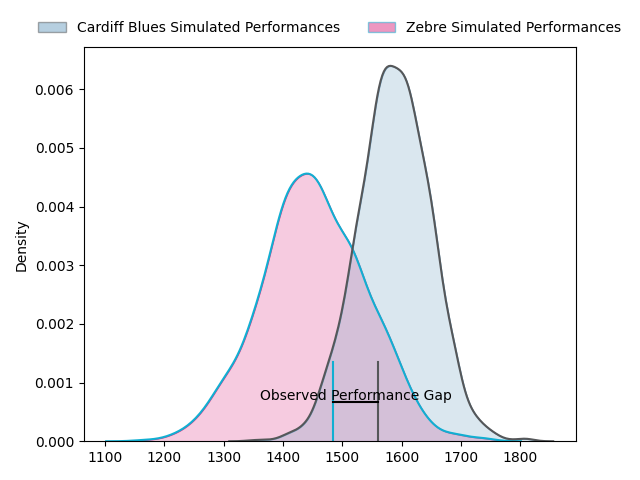 Cardiff Blues Simulated Performances Zebre Simulated Performances
0.006
0.005
0.004
0.003
0.002
0.001
0.000
Density
Observed Performance Gap
1100 1200 1300 1400 1500 1600 1700 1800